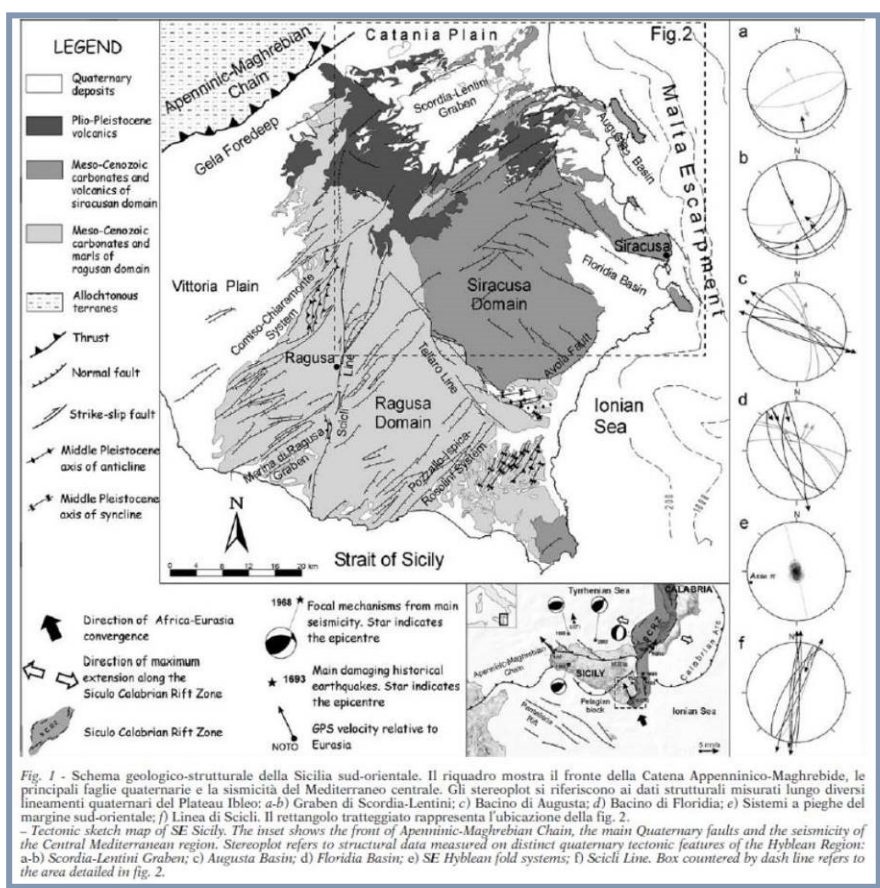 LEGEND
Quaternary
deposits
Plio-Pleistocene
volcanics
Meso-Cenozoic
carbonates and
volcanics of
siracusan domain
Meso-Cenozoic
carbonates and
marls of
ragusan domain
Allochtonous
terranes
Thrust
Normal fault
Strike-slip fault
Middle Pleistocene
axis of anticline
Middle Pleistocene
axis of syncline
Catania Plain
Fig.2
Apenninic-Maghrebian
Chain
Gela Foredeep
Scordia-Lentini
Graben
Augusta
Basin
Malta Escarpment
Siracusa
Floridia Basin
Siracusa
Domain
Vittoria Plain
Comiso-Chiaramonte
System
Ragusa
Scicli Line
Tellaro Line
Avola Fault
Ragusa
Domain
Marina di Ragusa
Graben
Pozzallo-Ispica-
Rosolini System
Ionian
Sea
200
1000
N
0 4 8 12 16 20 km
Strait of Sicily
a
N
b
N
c
N
d
N
e
N
Axis π
f
N
Direction of Africa-Eurasia
convergence
Direction of maximum
extension along the
Siculo Calabrian Rift Zone
SCRZ
Siculo Calabrian Rift Zone
1968
Focal mechanisms from main
seismicity. Star indicates
the epicentre
1693
Main damaging historical
earthquakes. Star indicates
the epicentre
NOTO
GPS velocity relative to
Eurasia
Tyrrhenian Sea
CALABRIA
SCRZ
Calabrian Arc
Apenninic-Maghrebian
Chain
SICILY
Pelagian
block
Pantelleria
Rift
Ionian Sea
5 mm/a
Fig. 1 - Schema geologico-strutturale della Sicilia sud-orientale. Il riquadro mostra il fronte della Catena Appenninico-Maghrebide, le
principali faglie quaternarie e la sismicità del Mediterraneo centrale. Gli stereoplot si riferiscono ai dati strutturali misurati lungo diversi
lineamenti quaternari del Plateau Ibleo: a-b) Graben di Scordia-Lentini; c) Bacino di Augusta; d) Bacino di Floridia; e) Sistemi a pieghe del
margine sud-orientale; f) Linea di Scicli. Il rettangolo tratteggiato rappresenta l'ubicazione della fig. 2.
– Tectonic sketch map of SE Sicily. The inset shows the front of Apenninic-Maghrebian Chain, the main Quaternary faults and the seismicity of
the Central Mediterranean region. Stereoplot refers to structural data measured on distinct quaternary tectonic features of the Hyblean Region:
a-b) Scordia-Lentini Graben; c) Augusta Basin; d) Floridia Basin; e) SE Hyblean fold systems; f) Scicli Line. Box countered by dash line refers to
the area detailed in fig. 2.